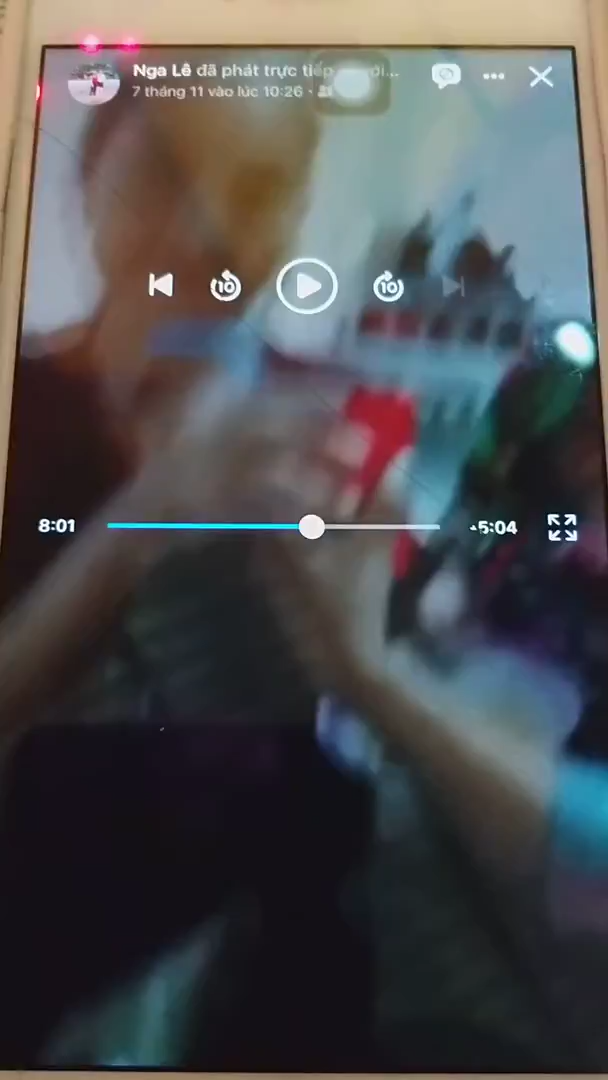 Nga Lê đã phát trực tiếp
7 tháng 11 vào lúc 10:26 ·
10
10
8:01
-5:04